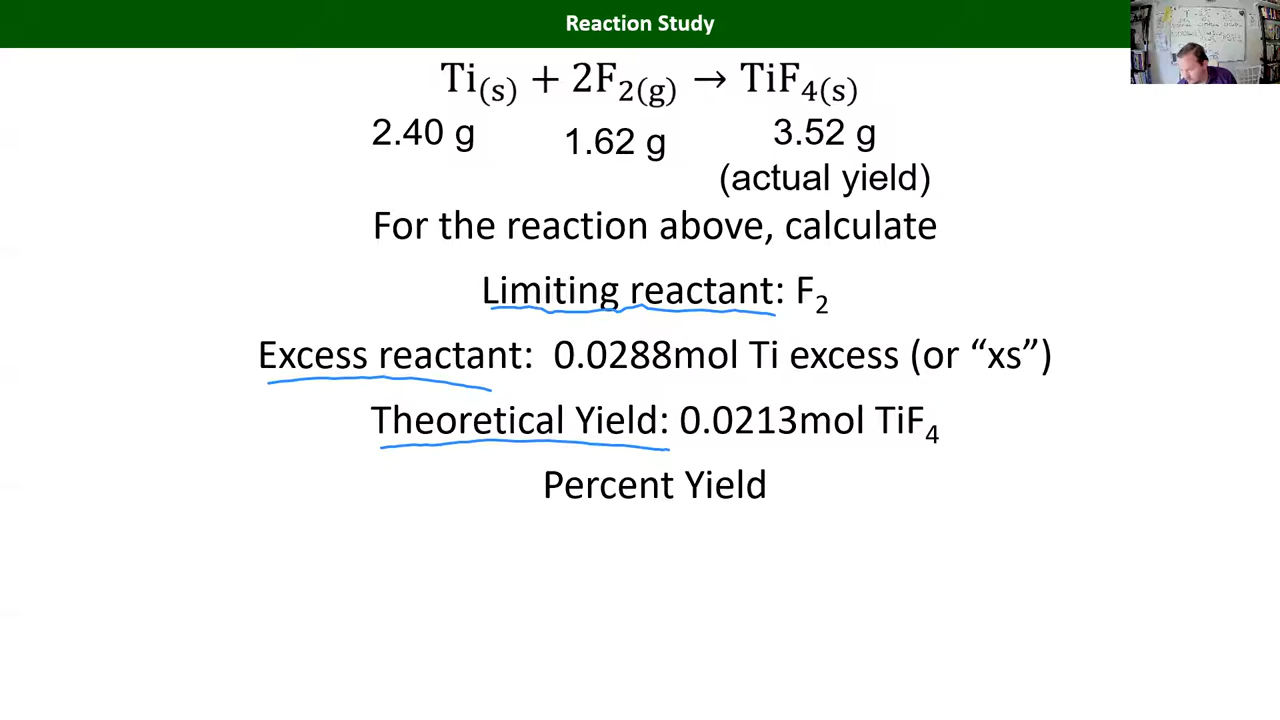 Reaction Study
Ti(s) + 2F₂(g) → TiF₄(s)
2.40 g 1.62 g 3.52 g
(actual yield)
For the reaction above, calculate
Limiting reactant: F₂
Excess reactant: 0.0288mol Ti excess (or “xs”)
Theoretical Yield: 0.0213mol TiF₄
Percent Yield